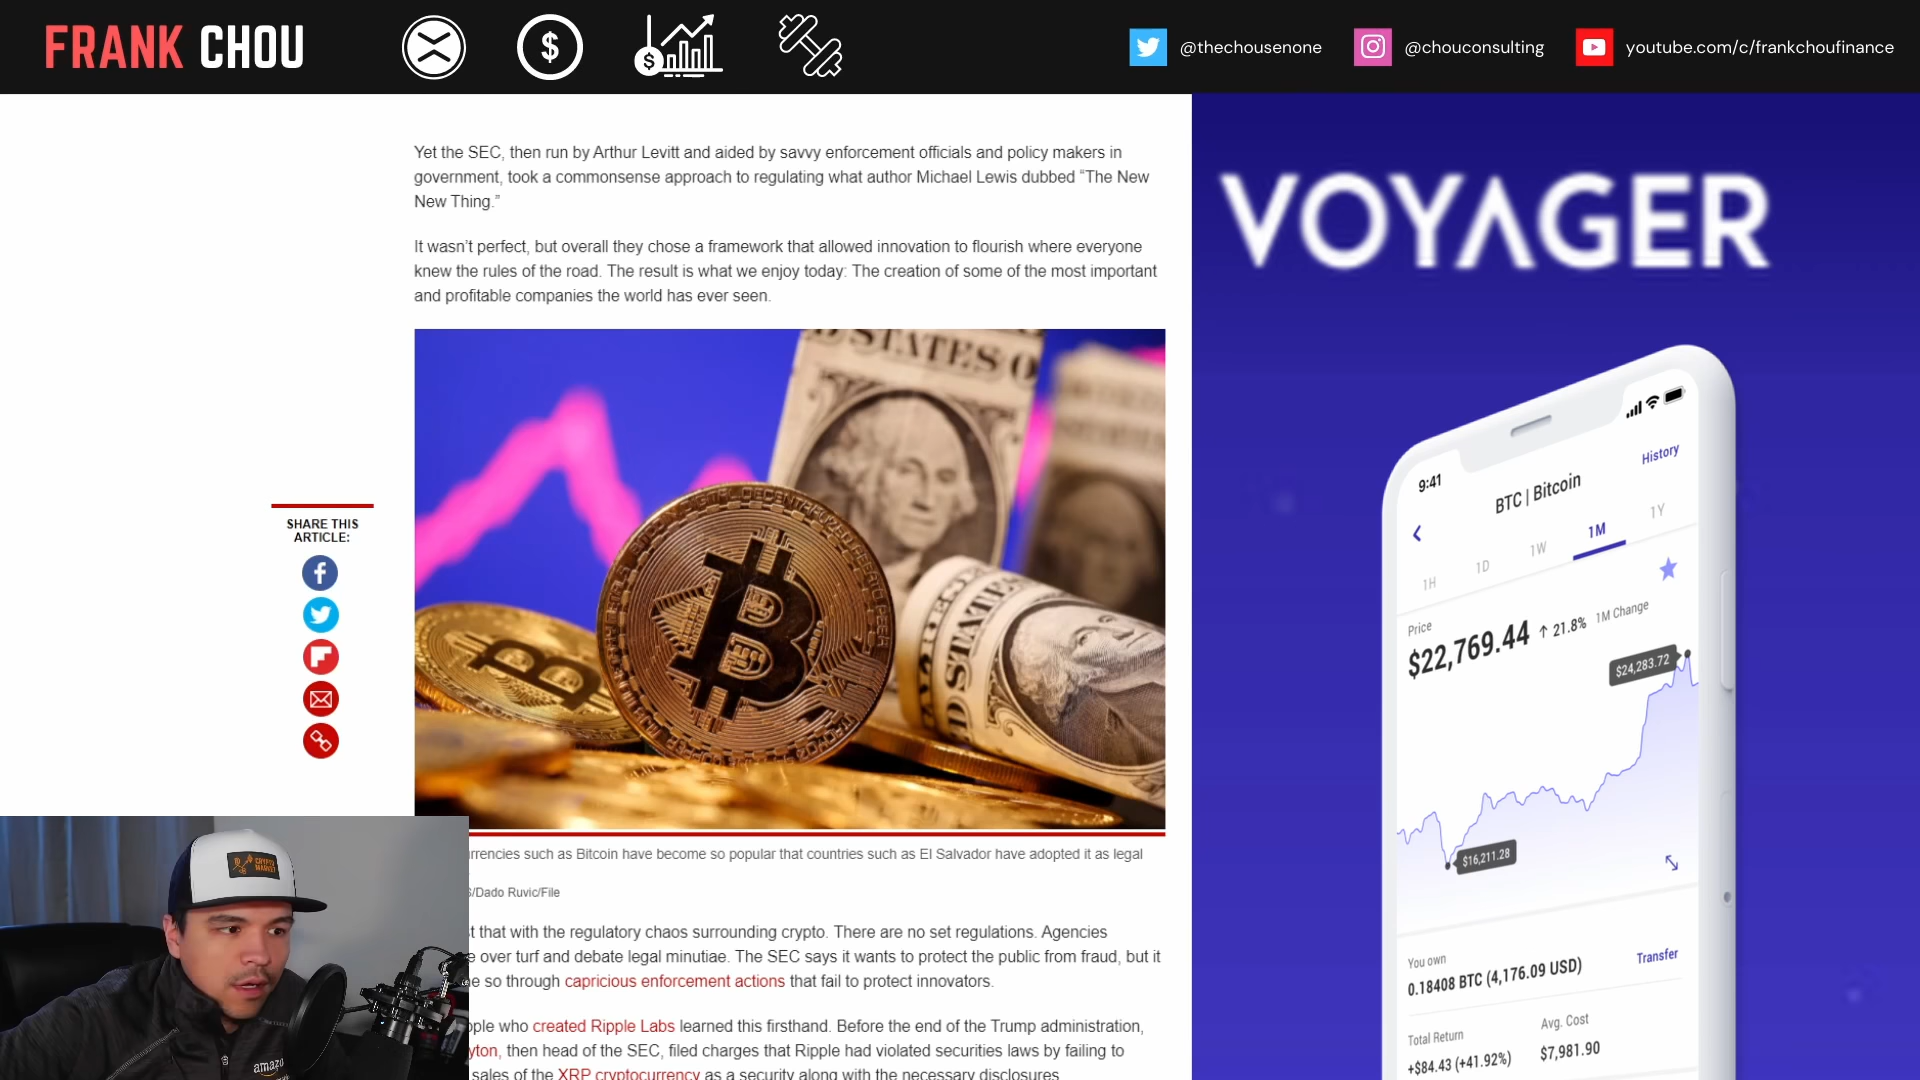 FRANK CHOU
@thechousenone
@chouconsulting
youtube.com/c/frankchoufinance
Yet the SEC, then run by Arthur Levitt and aided by savvy enforcement officials and policy makers in
government, took a commonsense approach to regulating what author Michael Lewis dubbed “The New
New Thing.”
It wasn’t perfect, but overall they chose a framework that allowed innovation to flourish where everyone
knew the rules of the road. The result is what we enjoy today: The creation of some of the most important
and profitable companies the world has ever seen.
SHARE THIS
ARTICLE:
rrencies such as Bitcoin have become so popular that countries such as El Salvador have adopted it as legal
S/Dado Ruvic/File
t that with the regulatory chaos surrounding crypto. There are no set regulations. Agencies
e over turf and debate legal minutiae. The SEC says it wants to protect the public from fraud, but it
e so through capricious enforcement actions that fail to protect innovators.
ople who created Ripple Labs learned this firsthand. Before the end of the Trump administration,
yton, then head of the SEC, filed charges that Ripple had violated securities laws by failing to
sales of the XRP cryptocurrency as a security along with the necessary disclosures
CRYPTO
MARKET
amazo
VOYAGER
9:41
History
BTC | Bitcoin
1H
1D
1W
1M
1Y
Price
$22,769.44 ↑ 21.8% 1M Change
$24,283.72
$16,211.28
You own
0.18408 BTC (4,176.09 USD)
Transfer
Total Return
+$84.43 (+41.92%)
Avg. Cost
$7,981.90